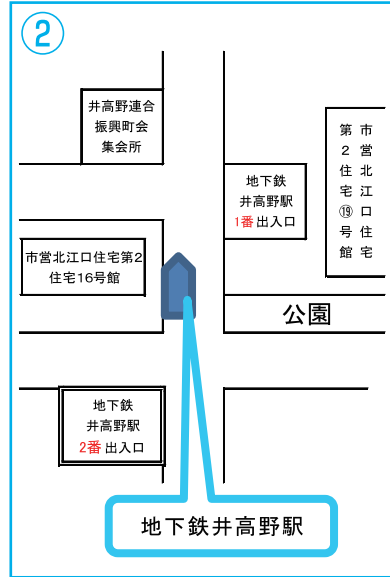 ②
井高野連合
振興町会
集会所
市営北江口住宅
第2住宅⑲号館
地下鉄
井高野駅
1番出入口
市営北江口住宅第2
住宅16号館
公園
地下鉄
井高野駅
2番出入口
地下鉄井高野駅